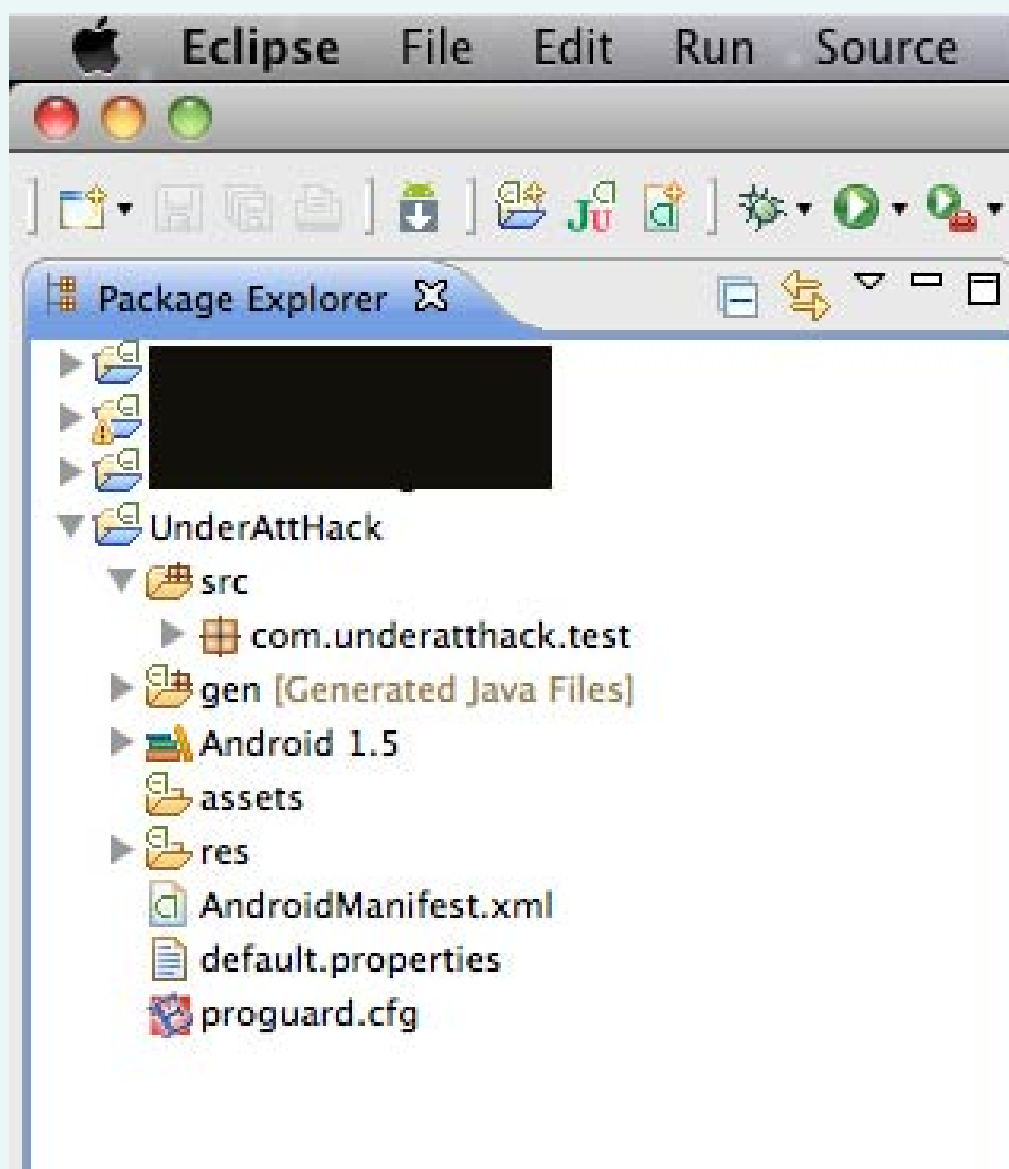 Eclipse File Edit Run Source
Package Explorer
UnderAttHack
src
com.underatthack.test
gen [Generated Java Files]
Android 1.5
assets
res
AndroidManifest.xml
default.properties
proguard.cfg